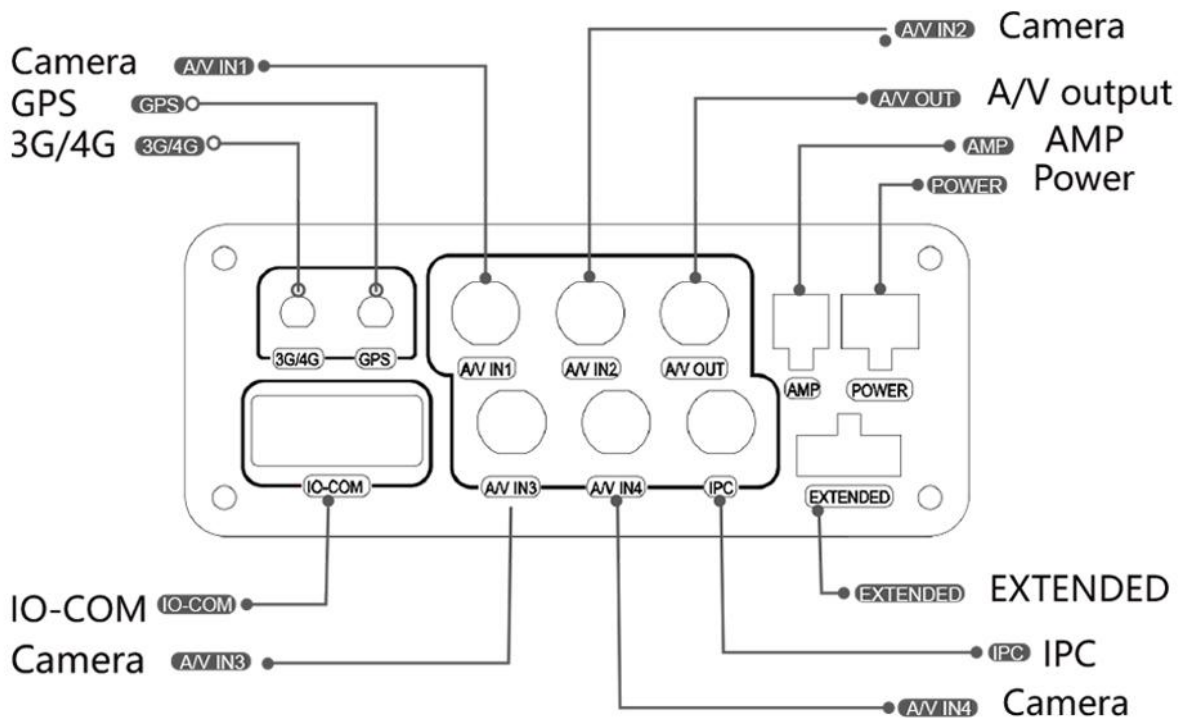 A/V IN2 Camera
Camera A/V IN1
A/V OUT A/V output
GPS GPS
3G/4G 3G/4G
AMP AMP
POWER Power
3G/4G GPS
A/V IN1 A/V IN2 A/V OUT
AMP POWER
IO-COM A/V IN3 A/V IN4 IPC
EXTENDED
IO-COM IO-COM
EXTENDED EXTENDED
Camera A/V IN3
IPC IPC
A/V IN4 Camera